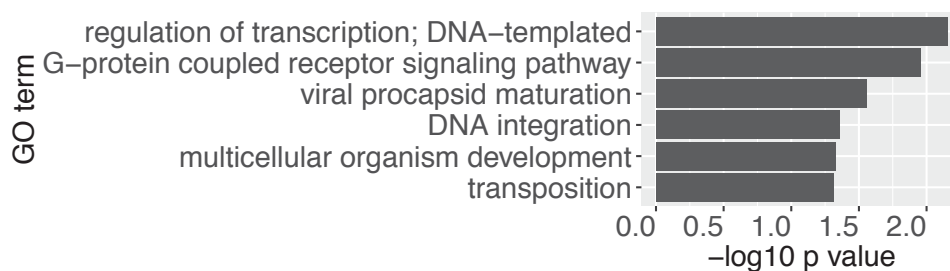 regulation of transcription; DNA−templated
G−protein coupled receptor signaling pathway
viral procapsid maturation
DNA integration
multicellular organism development
transposition
GO term
0.0 0.5 1.0 1.5 2.0
−log10 p value